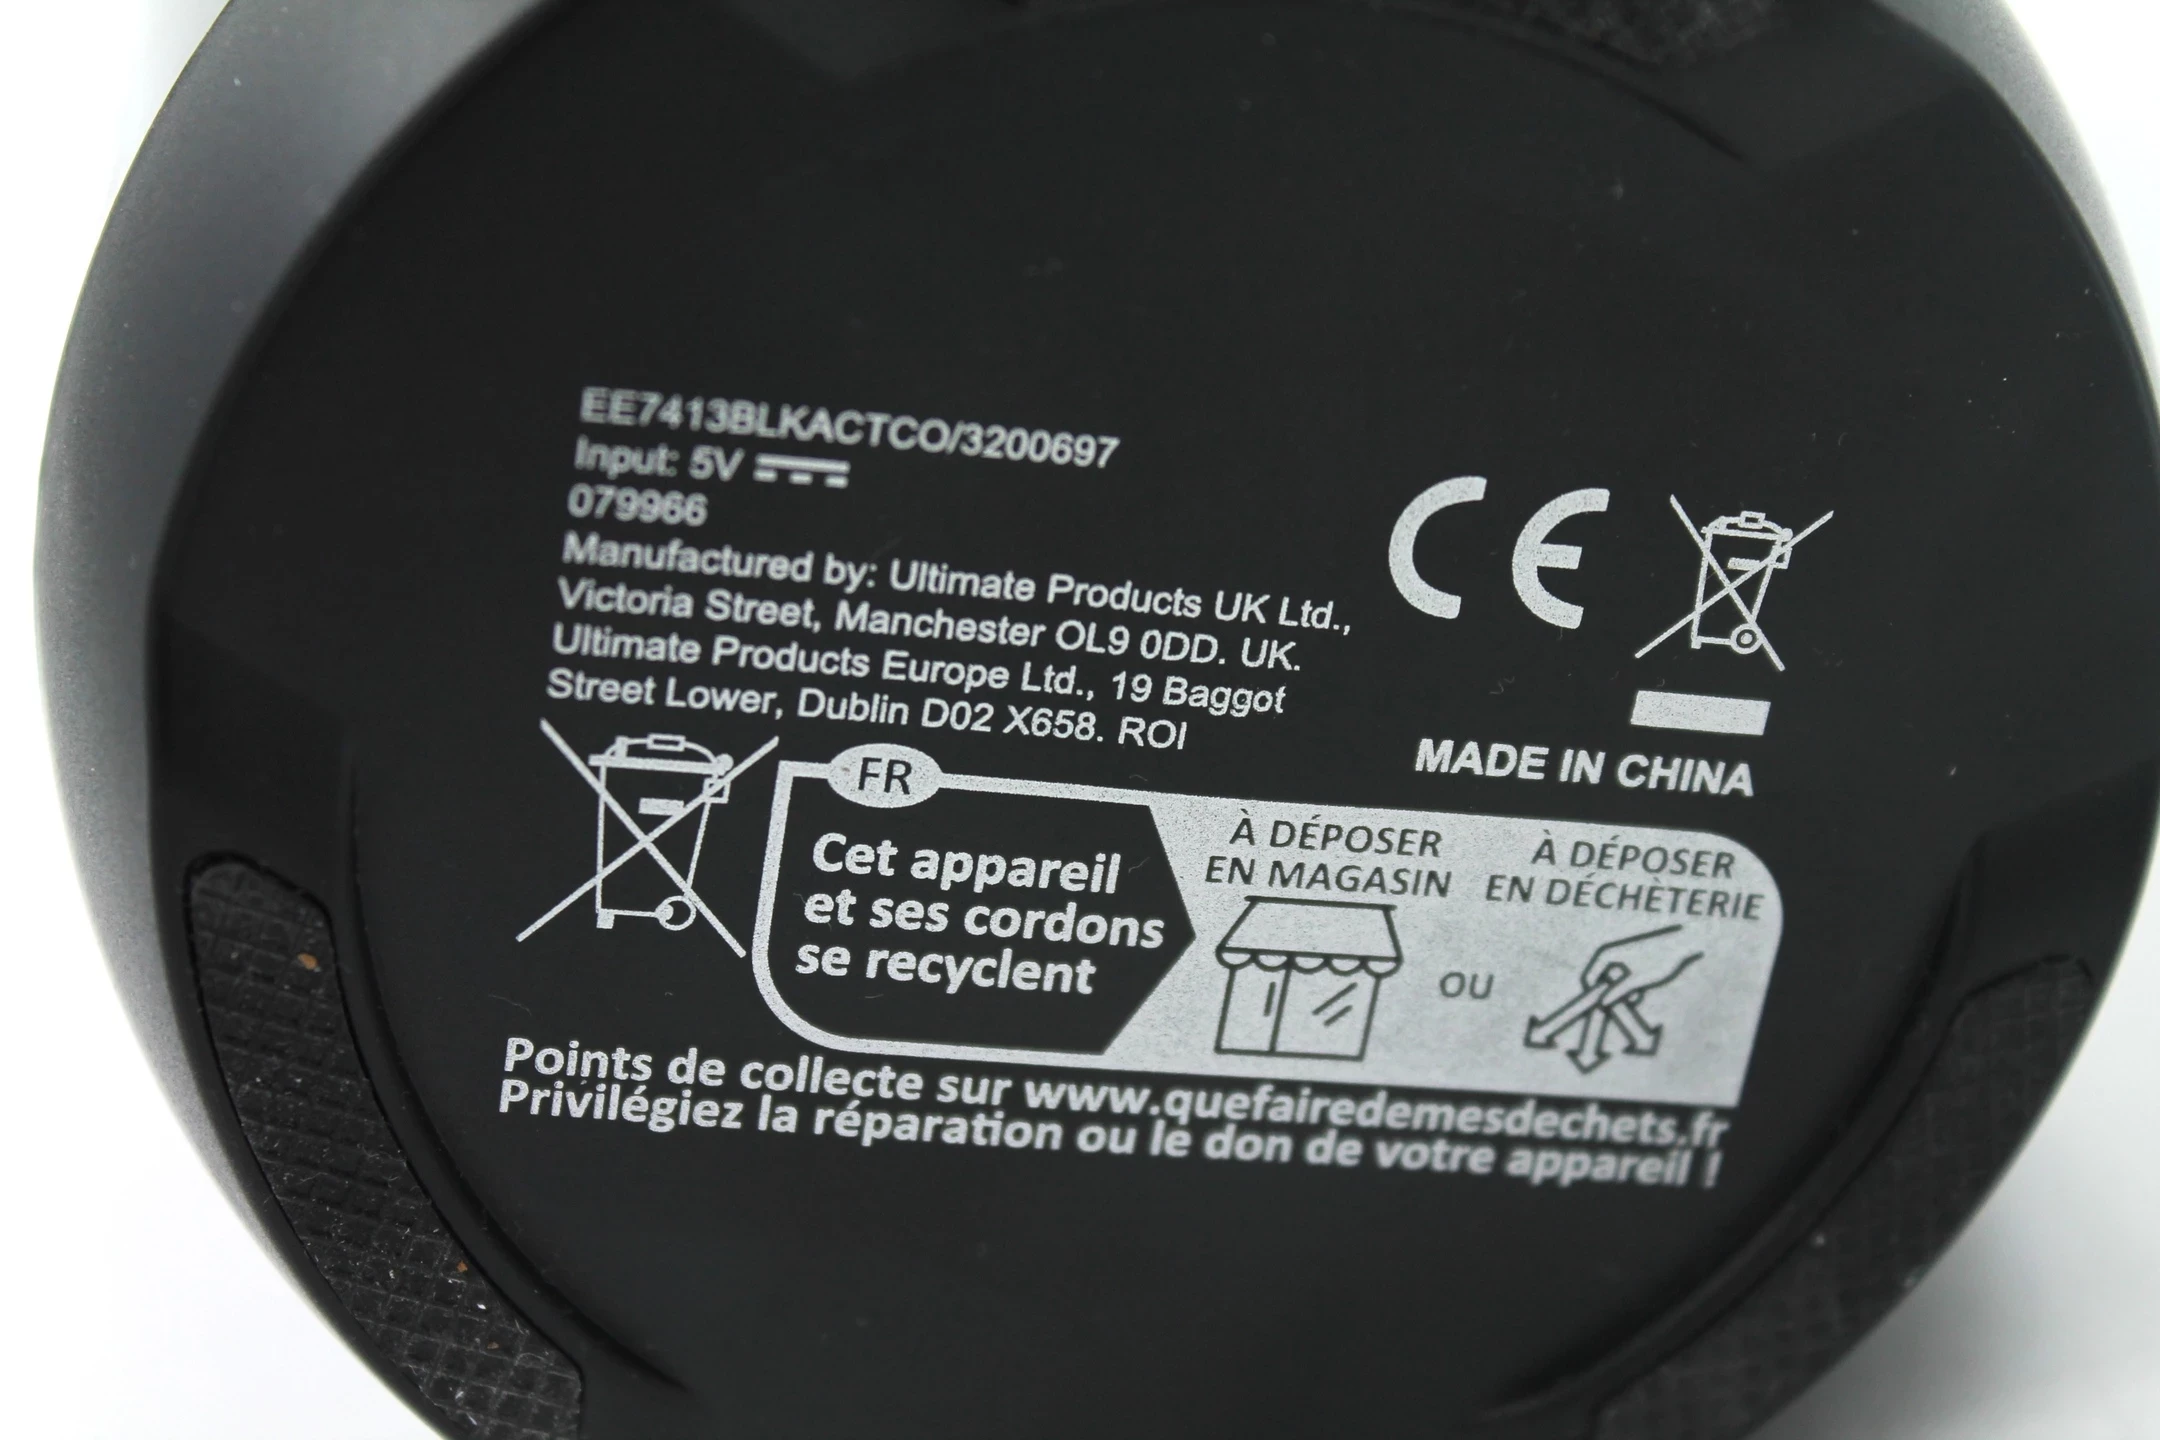 EE7413BLKACTCO/3200697
Input: 5V
079966
Manufactured by: Ultimate Products UK Ltd.,
Victoria Street, Manchester OL9 0DD. UK.
Ultimate Products Europe Ltd., 19 Baggot
Street Lower, Dublin D02 X658. ROI
CE
MADE IN CHINA
FR
Cet appareil
et ses cordons
se recyclent
À DÉPOSER
EN MAGASIN
OU
À DÉPOSER
EN DÉCHÈTERIE
Points de collecte sur www.quefairedemesdechets.fr
Privilégiez la réparation ou le don de votre appareil !